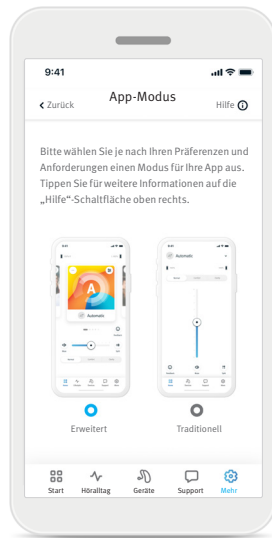 9:41
Zurück
App-Modus
Hilfe
Bitte wählen Sie je nach Ihren Präferenzen und
Anforderungen einen Modus für Ihre App aus.
Tippen Sie für weitere Informationen auf die
„Hilfe“-Schaltfläche oben rechts.
A
Automatic
Automatic
Erweitert
Traditionell
Start Höralltag Geräte Support Mehr